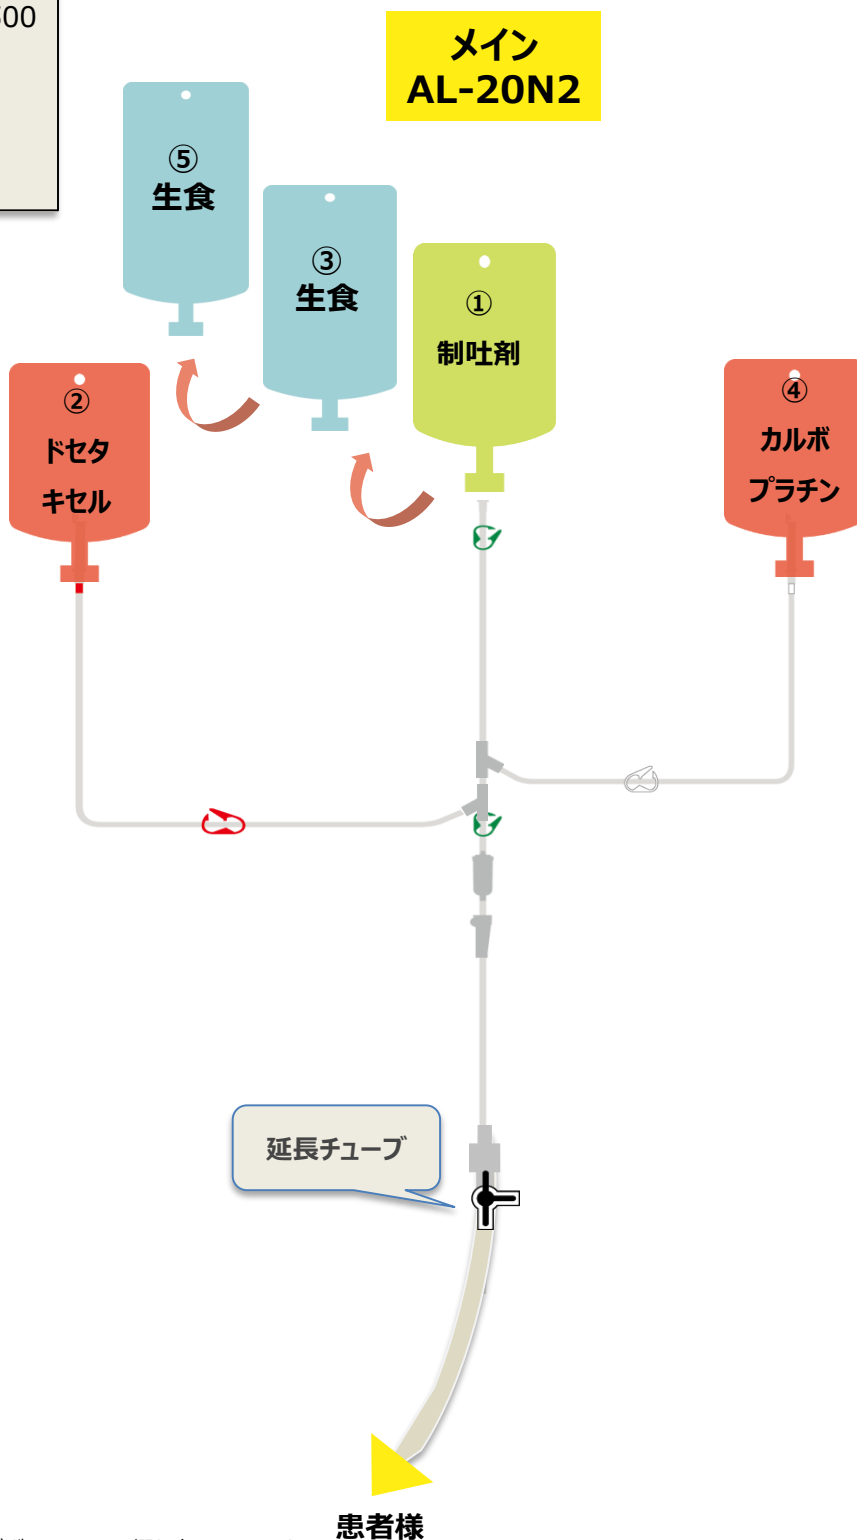 メイン
AL-20N2
⑤
生食
③
生食
①
制吐剤
②
ドセタ
キセル
④
カルボ
プラチン
延長チューブ
患者様